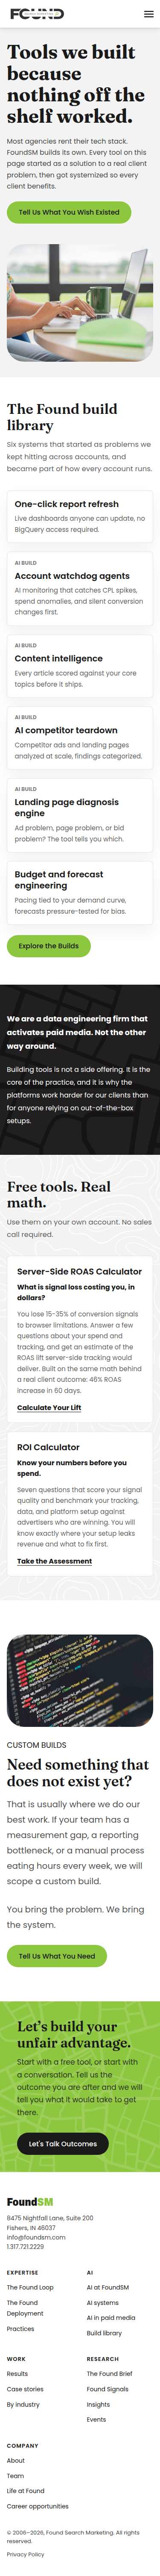 FOUND
Tools we built
because
nothing off the
shelf worked.
Most agencies rent their tech stack.
FoundSM builds its own. Every tool on this
page started as a solution to a real client
problem, then got systemized so every
client benefits.
Tell Us What You Wish Existed
The Found build
library
Six systems that started as problems we
kept hitting across accounts, and
became part of how every account runs.
One-click report refresh
Live dashboards anyone can update, no
BigQuery access required.
AI BUILD
Account watchdog agents
AI monitoring that catches CPL spikes,
spend anomalies, and silent conversion
changes first.
AI BUILD
Content intelligence
Every article scored against your core
topics before it ships.
AI BUILD
AI competitor teardown
Competitor ads and landing pages
analyzed at scale, findings categorized.
AI BUILD
Landing page diagnosis
engine
Ad problem, page problem, or bid
problem? The tool tells you which.
Budget and forecast
engineering
Pacing tied to your demand curve,
forecasts pressure-tested for bias.
Explore the Builds
We are a data engineering firm that
activates paid media. Not the other
way around.
Building tools is not a side offering. It is the
core of the practice, and it is why the
platforms work harder for our clients than
for anyone relying on out-of-the-box
setups.
Free tools. Real
math.
Use them on your own account. No sales
call required.
Server-Side ROAS Calculator
What is signal loss costing you, in
dollars?
You lose 15-35% of conversion signals
to browser limitations. Answer a few
questions about your spend and
tracking, and get an estimate of the
ROAS lift server-side tracking would
deliver. Built on the same math behind
a real client outcome: 46% ROAS
increase in 60 days.
Calculate Your Lift
ROI Calculator
Know your numbers before you
spend.
Seven questions that score your signal
quality and benchmark your tracking,
data, and platform setup against
advertisers who are winning. You will
know exactly where your setup leaks
revenue and what to fix first.
Take the Assessment
CUSTOM BUILDS
Need something that
does not exist yet?
That is usually where we do our
best work. If your team has a
measurement gap, a reporting
bottleneck, or a manual process
eating hours every week, we will
scope a custom build.
You bring the problem. We bring
the system.
Tell Us What You Need
Let's build your
unfair advantage.
Start with a free tool, or start with
a conversation. Tell us the
outcome you are after and we will
tell you what it would take to get
there.
Let's Talk Outcomes
FoundSM
8475 Nightfall Lane, Suite 200
Fishers, IN 46037
info@foundsm.com
1.317.721.2229
EXPERTISE
The Found Loop
The Found
Deployment
Practices
AI
AI at FoundSM
AI systems
AI in paid media
Build library
WORK
Results
Case stories
By industry
RESEARCH
The Found Brief
Found Signals
Insights
Events
COMPANY
About
Team
Life at Found
Career opportunities
© 2006–2026, Found Search Marketing. All rights
reserved.
Privacy Policy